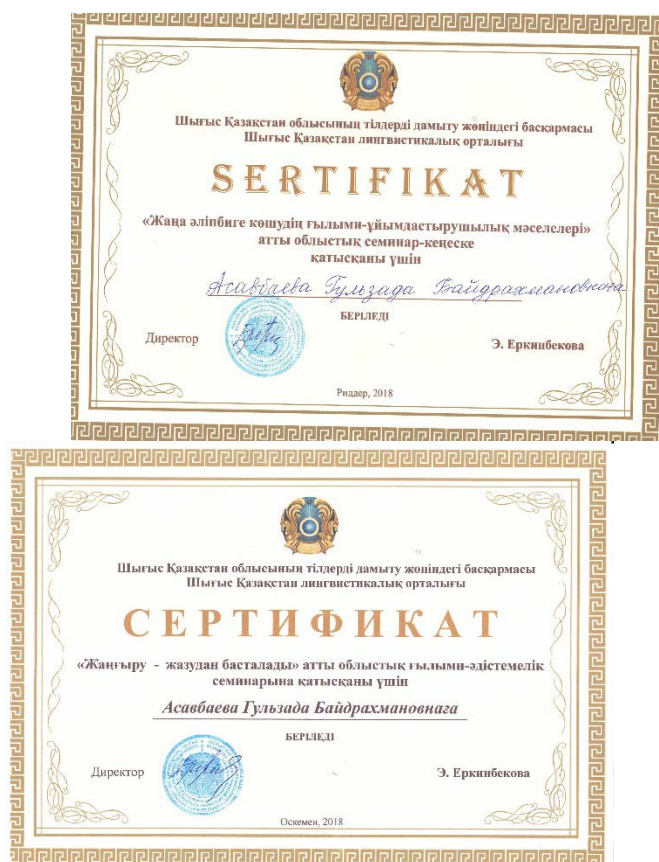 Шығыс Қазақстан облысының тілдерді дамыту жөніндегі басқармасы
Шығыс Қазақстан лингвистикалық орталығы
SERTIFIKAT
«Жаңа әліпбиге көшудің ғылыми-ұйымдастырушылық мәселслері»
атты облыстық семинар-кеңеске
қатысқаны үшін
Асавбаева Гульзада Байдрахмановнаға
БЕРІЛЕДІ
Директор
Э. Еркинбекова
Риддер, 2018
Шығыс Қазақстан облысының тілдерді дамыту жөніндегі басқармасы
Шығыс Қазақстан лингвистикалық орталығы
СЕРТИФИКАТ
«Жаңғыру - жазудан басталады» атты облыстық ғылыми-әдістемелік
семинарына қатысқаны үшін
Асавбаева Гульзада Байдрахмановнаға
БЕРІЛЕДІ
Директор
Э. Еркинбекова
Оскемен, 2018